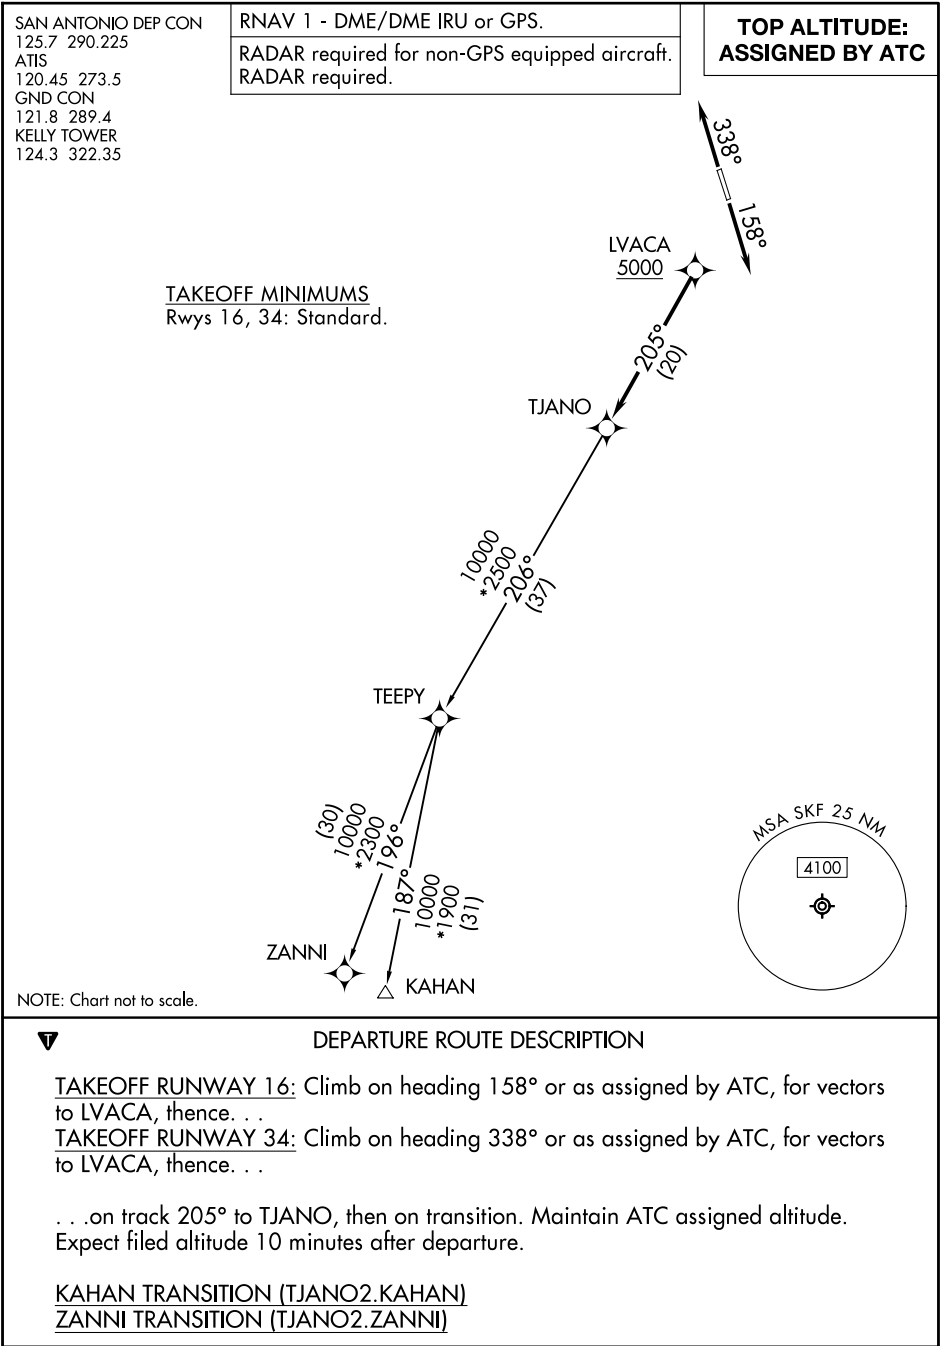 SAN ANTONIO DEP CON
125.7 290.225
ATIS
120.45 273.5
GND CON
121.8 289.4
KELLY TOWER
124.3 322.35
RNAV 1 - DME/DME IRU or GPS.
RADAR required for non-GPS equipped aircraft.
RADAR required.
TOP ALTITUDE:
ASSIGNED BY ATC
338°
158°
LVACA
5000
TAKEOFF MINIMUMS
Rwys 16, 34: Standard.
205°
(20)
TJANO
10000
*2500
206°
(37)
TEEPY
(30)
10000
*2300
196°
187°
10000
*1900
(31)
MSA SKF 25 NM
4100
ZANNI
KAHAN
NOTE: Chart not to scale.
T
DEPARTURE ROUTE DESCRIPTION
TAKEOFF RUNWAY 16: Climb on heading 158° or as assigned by ATC, for vectors
to LVACA, thence. . .
TAKEOFF RUNWAY 34: Climb on heading 338° or as assigned by ATC, for vectors
to LVACA, thence. . .
. . .on track 205° to TJANO, then on transition. Maintain ATC assigned altitude.
Expect filed altitude 10 minutes after departure.
KAHAN TRANSITION (TJANO2.KAHAN)
ZANNI TRANSITION (TJANO2.ZANNI)